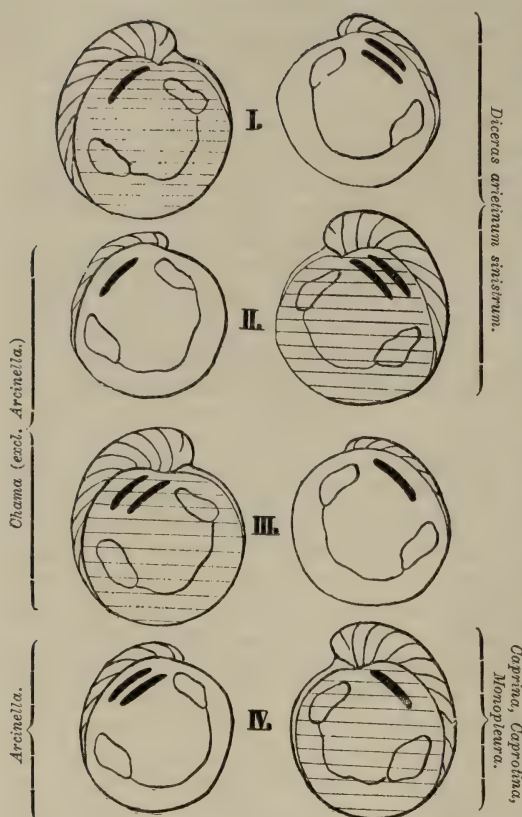 I.
Diceras arietinum sinistrum.
II.
Chama (excl. Arcinella.)
III.
IV.
Arcinella.
Caprina, Caprotina,
Monopleura.